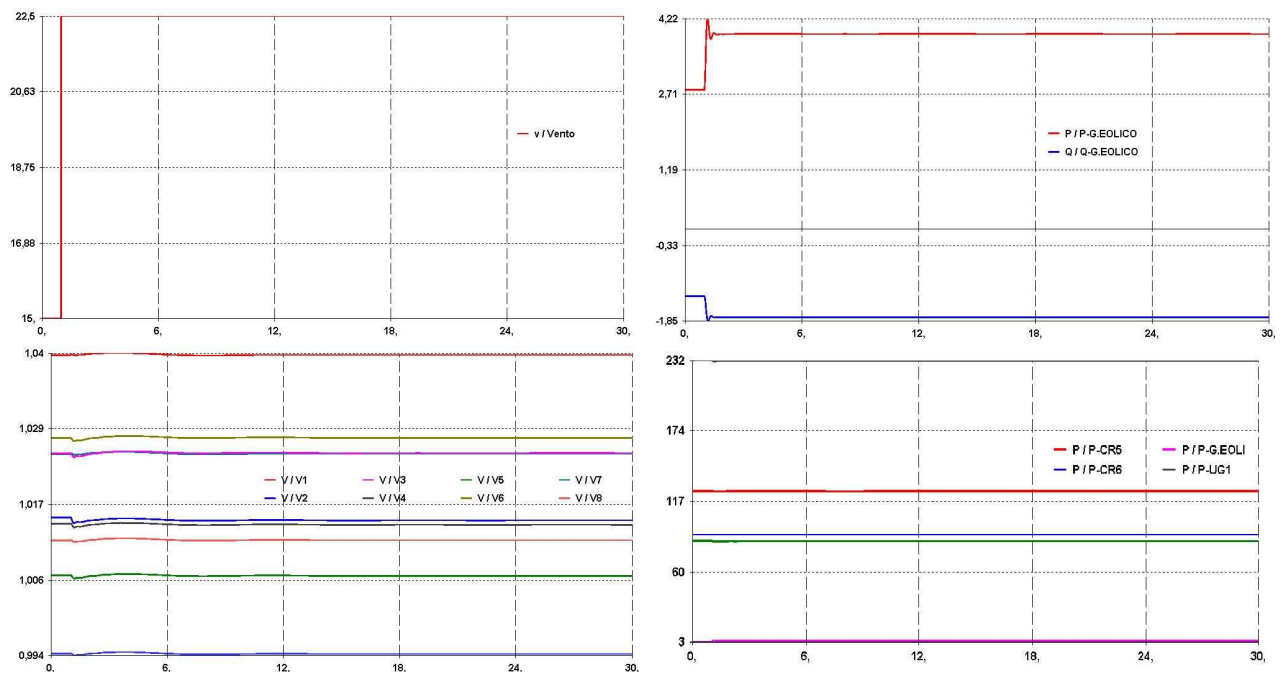 22,5
20,63
18,75
16,88
15,
0,
6,
12,
18,
24,
30,
v / Vento
4,22
2,71
1,19
-0,33
-1,85
0,
6,
12,
18,
24,
30,
P / P-G.EOLICO
Q / Q-G.EOLICO
1,04
1,029
1,017
1,006
0,994
0,
6,
12,
18,
24,
30,
V / V1
V / V3
V / V5
V / V7
V / V2
V / V4
V / V6
V / V8
232
174
117
60
3
0,
6,
12,
18,
24,
30,
P / P-CR5
P / P-G.EOLI
P / P-CR6
P / P-UG1